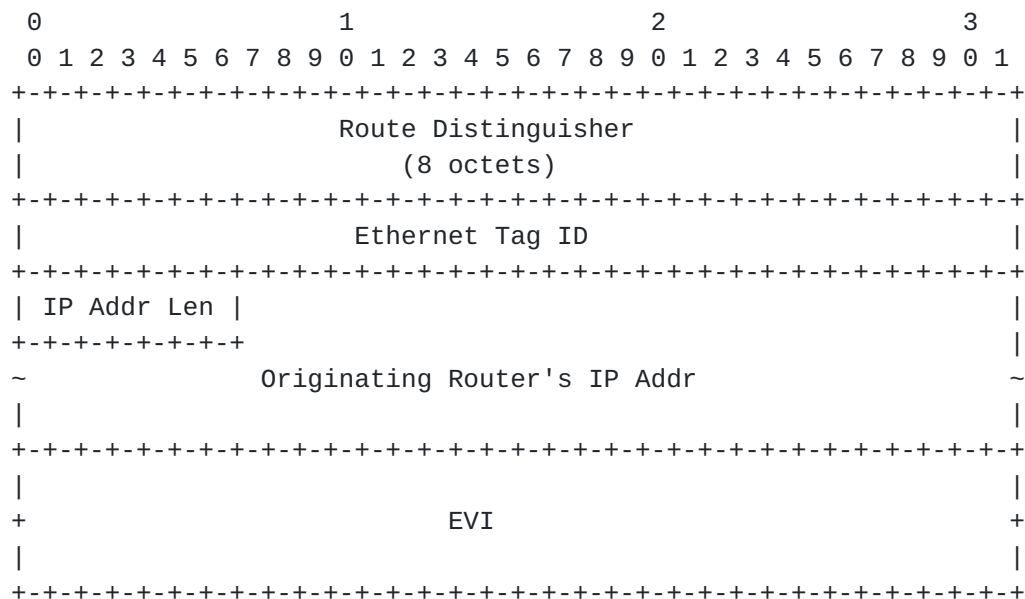 0                   1                   2                   3
 0 1 2 3 4 5 6 7 8 9 0 1 2 3 4 5 6 7 8 9 0 1 2 3 4 5 6 7 8 9 0 1
+-+-+-+-+-+-+-+-+-+-+-+-+-+-+-+-+-+-+-+-+-+-+-+-+-+-+-+-+-+-+-+-+
|                    Route Distinguisher                        |
|                        (8 octets)                             |
+-+-+-+-+-+-+-+-+-+-+-+-+-+-+-+-+-+-+-+-+-+-+-+-+-+-+-+-+-+-+-+-+
|                     Ethernet Tag ID                           |
+-+-+-+-+-+-+-+-+-+-+-+-+-+-+-+-+-+-+-+-+-+-+-+-+-+-+-+-+-+-+-+-+
| IP Addr Len |                                                 |
+-+-+-+-+-+-+-+                                                 |
~               Originating Router's IP Addr                    ~
|                                                               |
+-+-+-+-+-+-+-+-+-+-+-+-+-+-+-+-+-+-+-+-+-+-+-+-+-+-+-+-+-+-+-+-+
|                                                               |
+                           EVI                                 +
|                                                               |
+-+-+-+-+-+-+-+-+-+-+-+-+-+-+-+-+-+-+-+-+-+-+-+-+-+-+-+-+-+-+-+-+